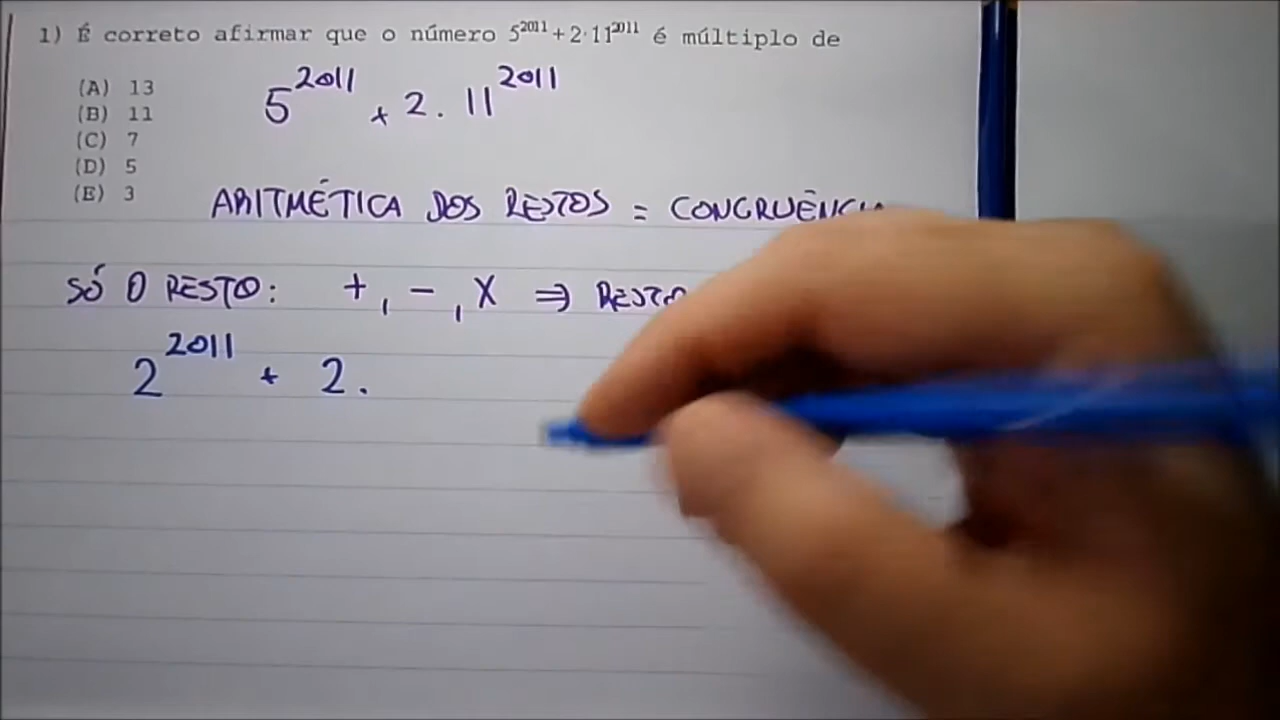 1) É correto afirmar que o número 5²⁰¹¹+2·11²⁰¹¹ é múltiplo de
(A) 13
(B) 11
(C) 7
(D) 5
(E) 3
5²⁰¹¹ + 2. 11²⁰¹¹
ARITMÉTICA DOS RESTOS = CONGRUÊNCIA
SÓ O RESTO: +, -, X ⇒ RESTO
2²⁰¹¹ + 2.